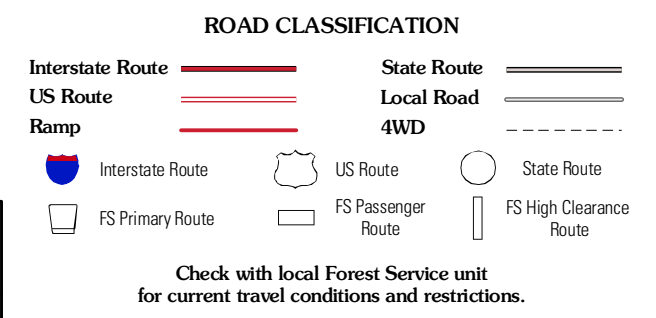 ROAD CLASSIFICATION
Interstate Route
State Route
US Route
Local Road
Ramp
4WD
Interstate Route
US Route
State Route
FS Primary Route
FS Passenger
Route
FS High Clearance
Route
Check with local Forest Service unit
for current travel conditions and restrictions.